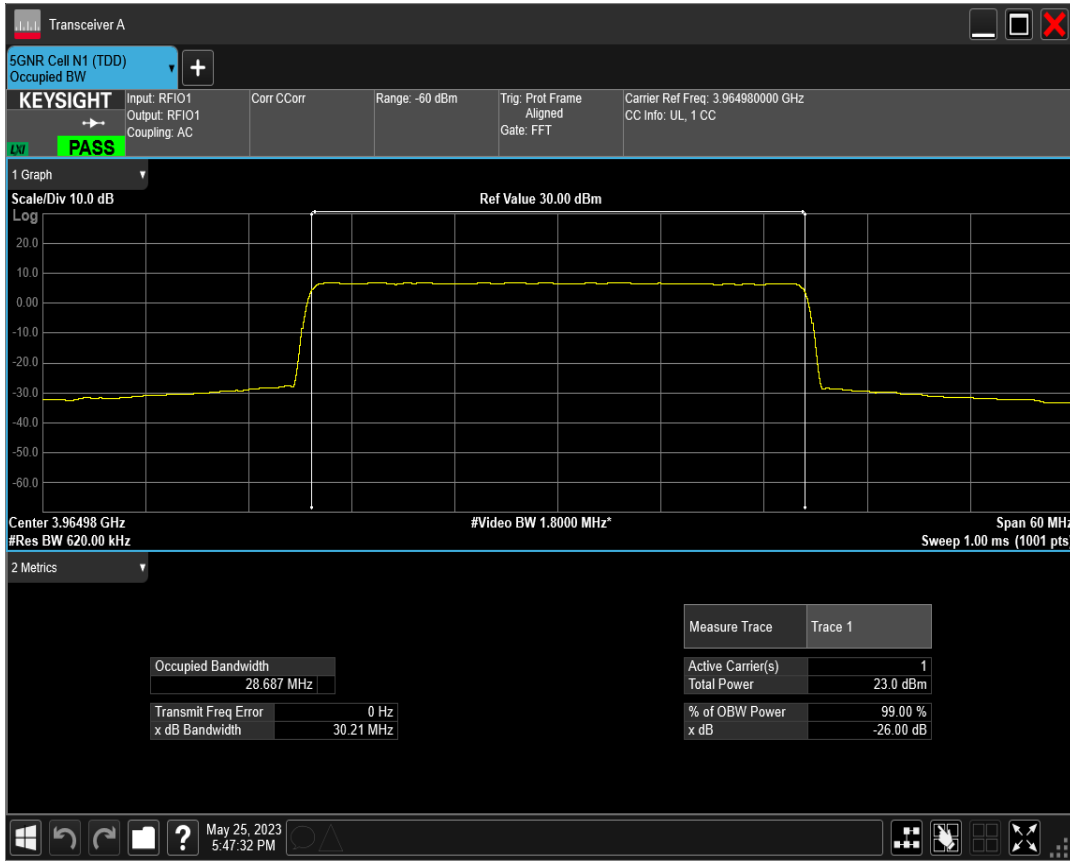 Transceiver A
5GNR Cell N1 (TDD)
Occupied BW
+
KEYSIGHT
LXI
PASS
Input: RFIO1
Output: RFIO1
Coupling: AC
Corr CCorr
Range: -60 dBm
Trig: Prot Frame
Aligned
Gate: FFT
Carrier Ref Freq: 3.964980000 GHz
CC Info: UL, 1 CC
1 Graph
Scale/Div 10.0 dB
Ref Value 30.00 dBm
Log
20.0
10.0
0.00
-10.0
-20.0
-30.0
-40.0
-50.0
-60.0
Center 3.96498 GHz
#Video BW 1.8000 MHz*
Span 60 MHz
#Res BW 620.00 kHz
Sweep 1.00 ms (1001 pts)
2 Metrics
Measure Trace Trace 1
Occupied Bandwidth
28.687 MHz
Active Carrier(s) 1
Total Power 23.0 dBm
Transmit Freq Error 0 Hz
x dB Bandwidth 30.21 MHz
% of OBW Power 99.00 %
x dB -26.00 dB
?
May 25, 2023
5:47:32 PM